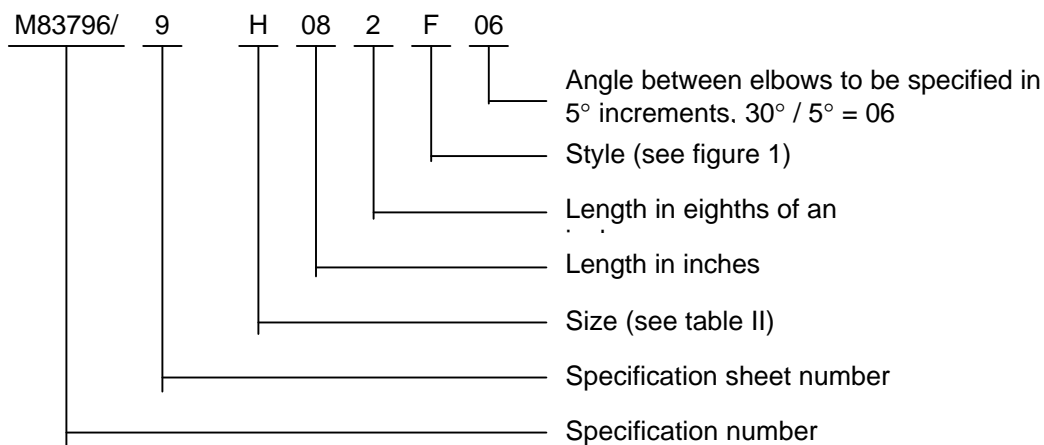 M83796/ 9 H 08 2 F 06
Angle between elbows to be specified in
5° increments. 30° / 5° = 06
Style (see figure 1)
Length in eighths of an
Length in inches
Size (see table II)
Specification sheet number
Specification number